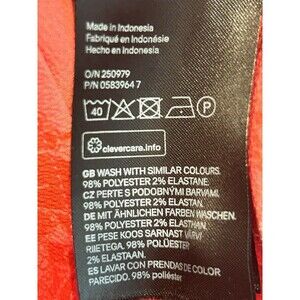 Made in Indonesia
Fabriqué en Indonésie
Hecho en Indonesia
O/N 250979
P/N 0583964 7
40 P
clevercare.info
GB WASH WITH SIMILAR COLOURS.
98% POLYESTER 2% ELASTANE.
CZ PERTE S PODOBNÝMI BARVAMI.
98% POLYESTER 2% ELASTAN.
DE MIT ÄHNLICHEN FARBEN WASCHEN.
98% POLYESTER 2% ELASTHAN.
EE PESE KOOS SARNAST VÄRVI
RIIETEGA. 98% POLÜESTER
2% ELASTAAN.
ES LAVAR CON PRENDAS DE COLOR
PARECIDO. 98% poliéster